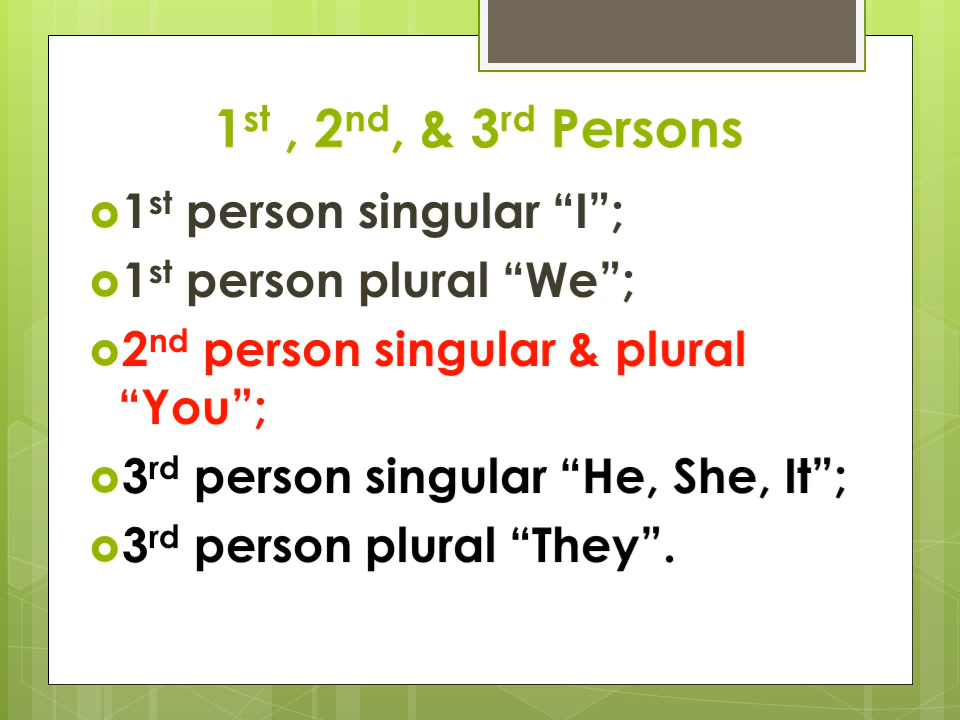 1st , 2nd, & 3rd Persons
1st person singular “I”;
1st person plural “We”;
2nd person singular & plural
“You”;
3rd person singular “He, She, It”;
3rd person plural “They”.